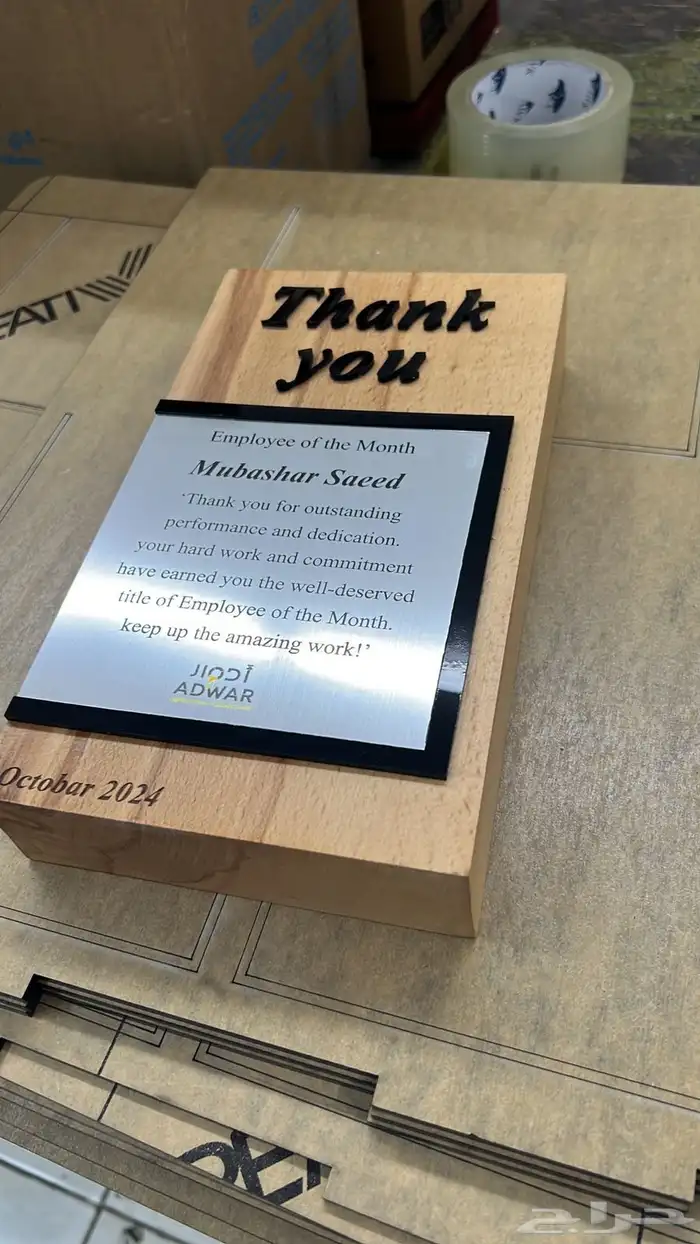 Thank
you
Employee of the Month
Mubashar Saeed
‘Thank you for outstanding
performance and dedication.
your hard work and commitment
have earned you the well-deserved
title of Employee of the Month.
keep up the amazing work!’
ADWAR
Octobar 2024
حراج